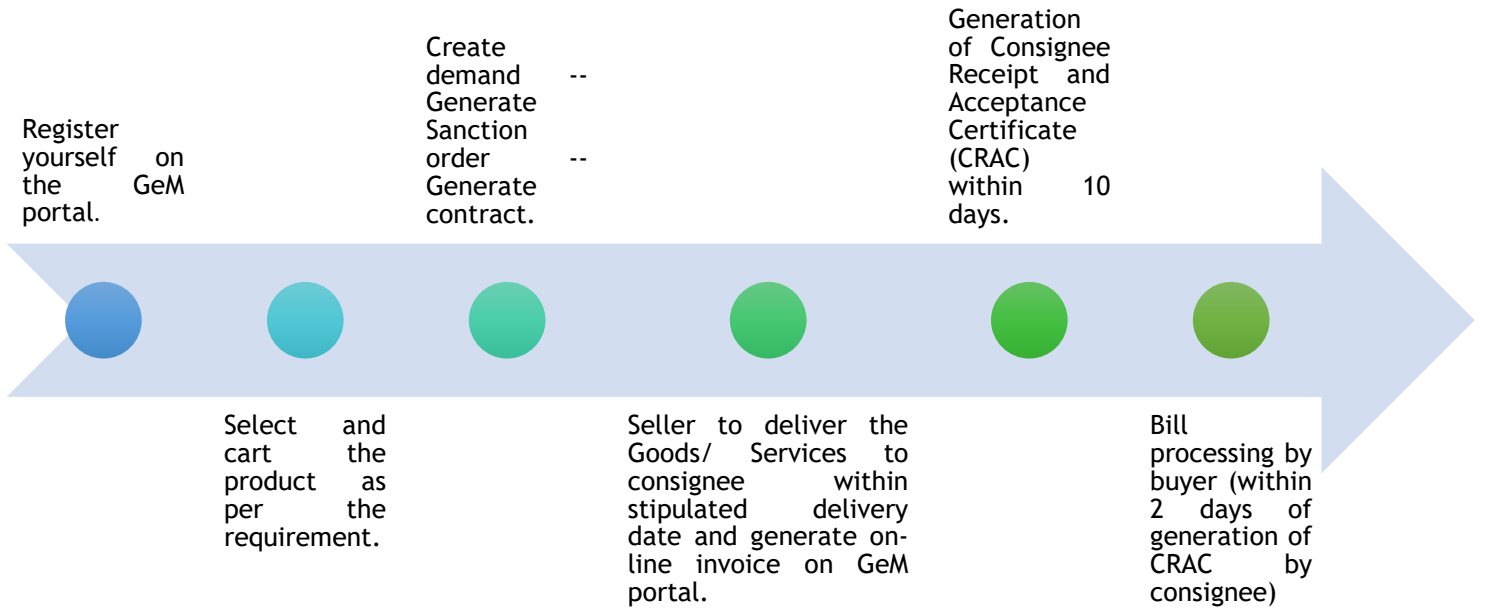 Register
yourself on
the GeM
portal.
Select and
cart the
product as
per the
requirement.
Create
demand --
Generate
Sanction
order --
Generate
contract.
Seller to deliver the
Goods/ Services to
consignee within
stipulated delivery
date and generate on-
line invoice on GeM
portal.
Generation
of Consignee
Receipt and
Acceptance
Certificate
(CRAC)
within 10
days.
Bill
processing by
buyer (within
2 days of
generation of
CRAC by
consignee)